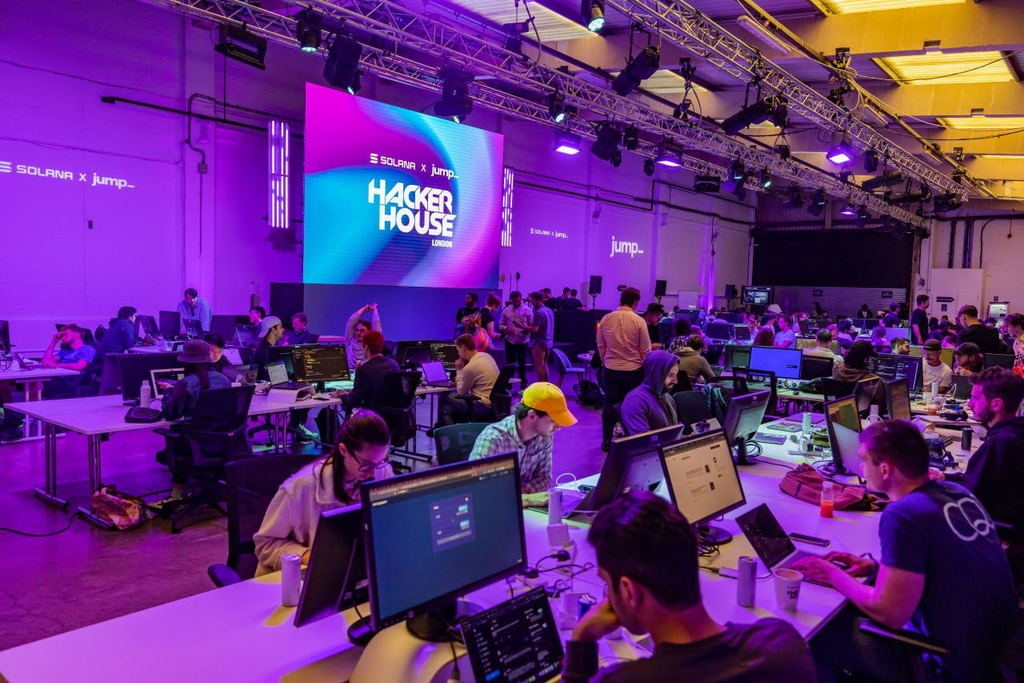 SOLANA x jump_
SOLANA x jump_
HACKER
HOUSE
LONDON
SOLANA x jump_
jump_